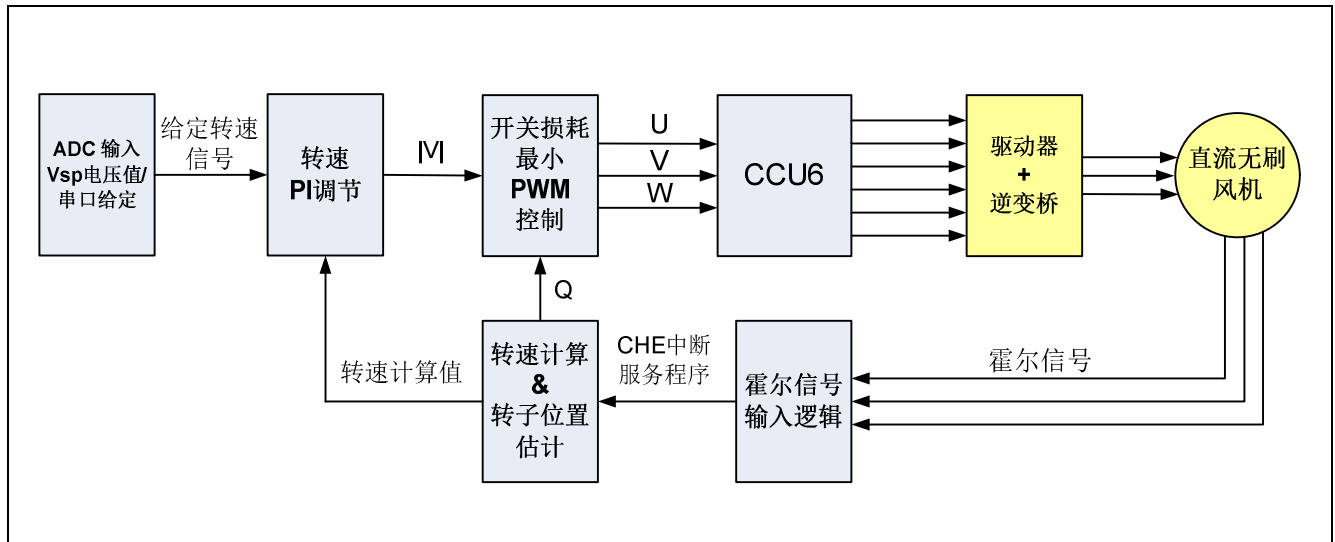 ADC 输入
Vsp电压值/
串口给定
给定转速
信号
转速
PI调节
|V|
开关损耗
最小
PWM
控制
U
V
W
CCU6
驱动器
+
逆变桥
直流无刷
风机
Q
转速计算值
转速计算
&
转子位置
估计
CHE中断
服务程序
霍尔信号
输入逻辑
霍尔信号